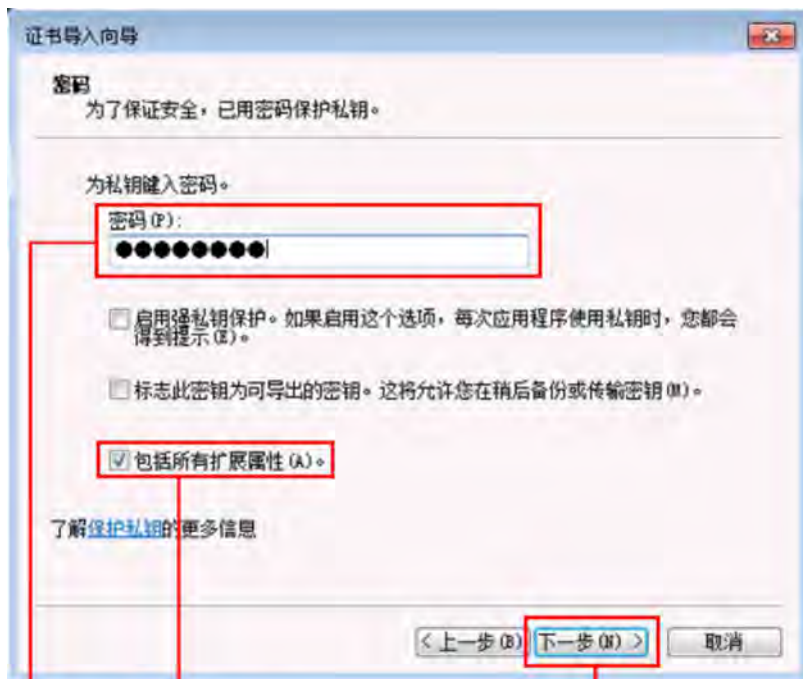 证书导入向导
密码
为了保证安全，已用密码保护私钥。
为私钥键入密码。
密码(P):
●●●●●●●●
启用强私钥保护。如果启用这个选项，每次应用程序使用私钥时，您都会
得到提示(E)。
标志此密钥为可导出的密钥。这将允许您在稍后备份或传输密钥(M)。
包括所有扩展属性(A)。
了解保护私钥的更多信息
< 上一步(B) 下一步(N) > 取消